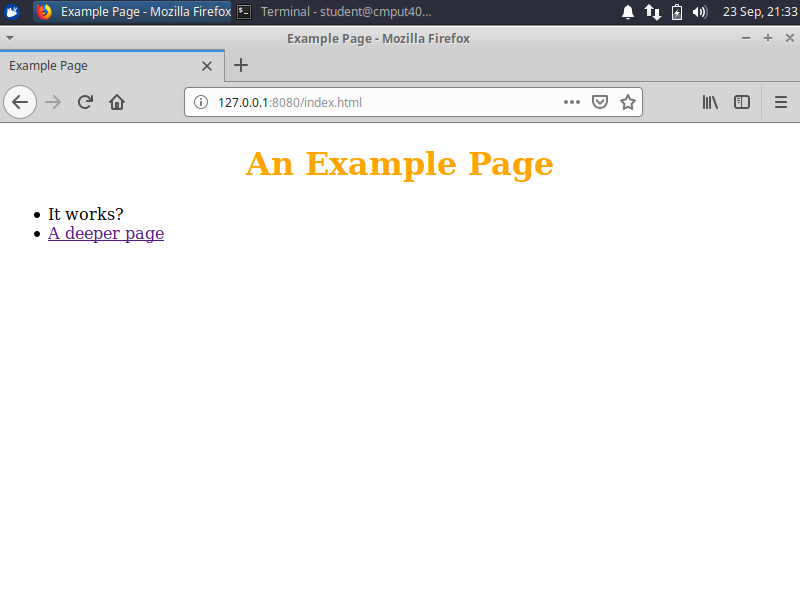 Example Page - Mozilla Firefox
Terminal - student@cmput40...
23 Sep, 21:33
Example Page - Mozilla Firefox
Example Page
127.0.0.1:8080/index.html
An Example Page
It works?
A deeper page